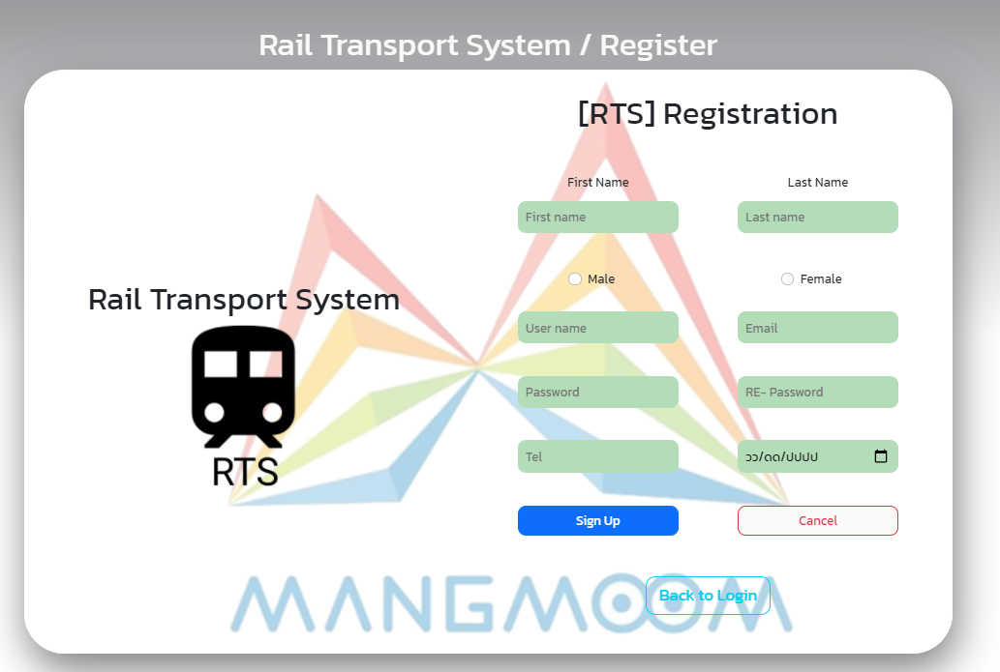 Rail Transport System / Register
[RTS] Registration
First Name
Last Name
First name
Last name
Male
Female
Rail Transport System
User name
Email
Password
RE- Password
RTS
Tel
วว/ดด/ปปปป
Sign Up
Cancel
MANGMOOM
Back to Login